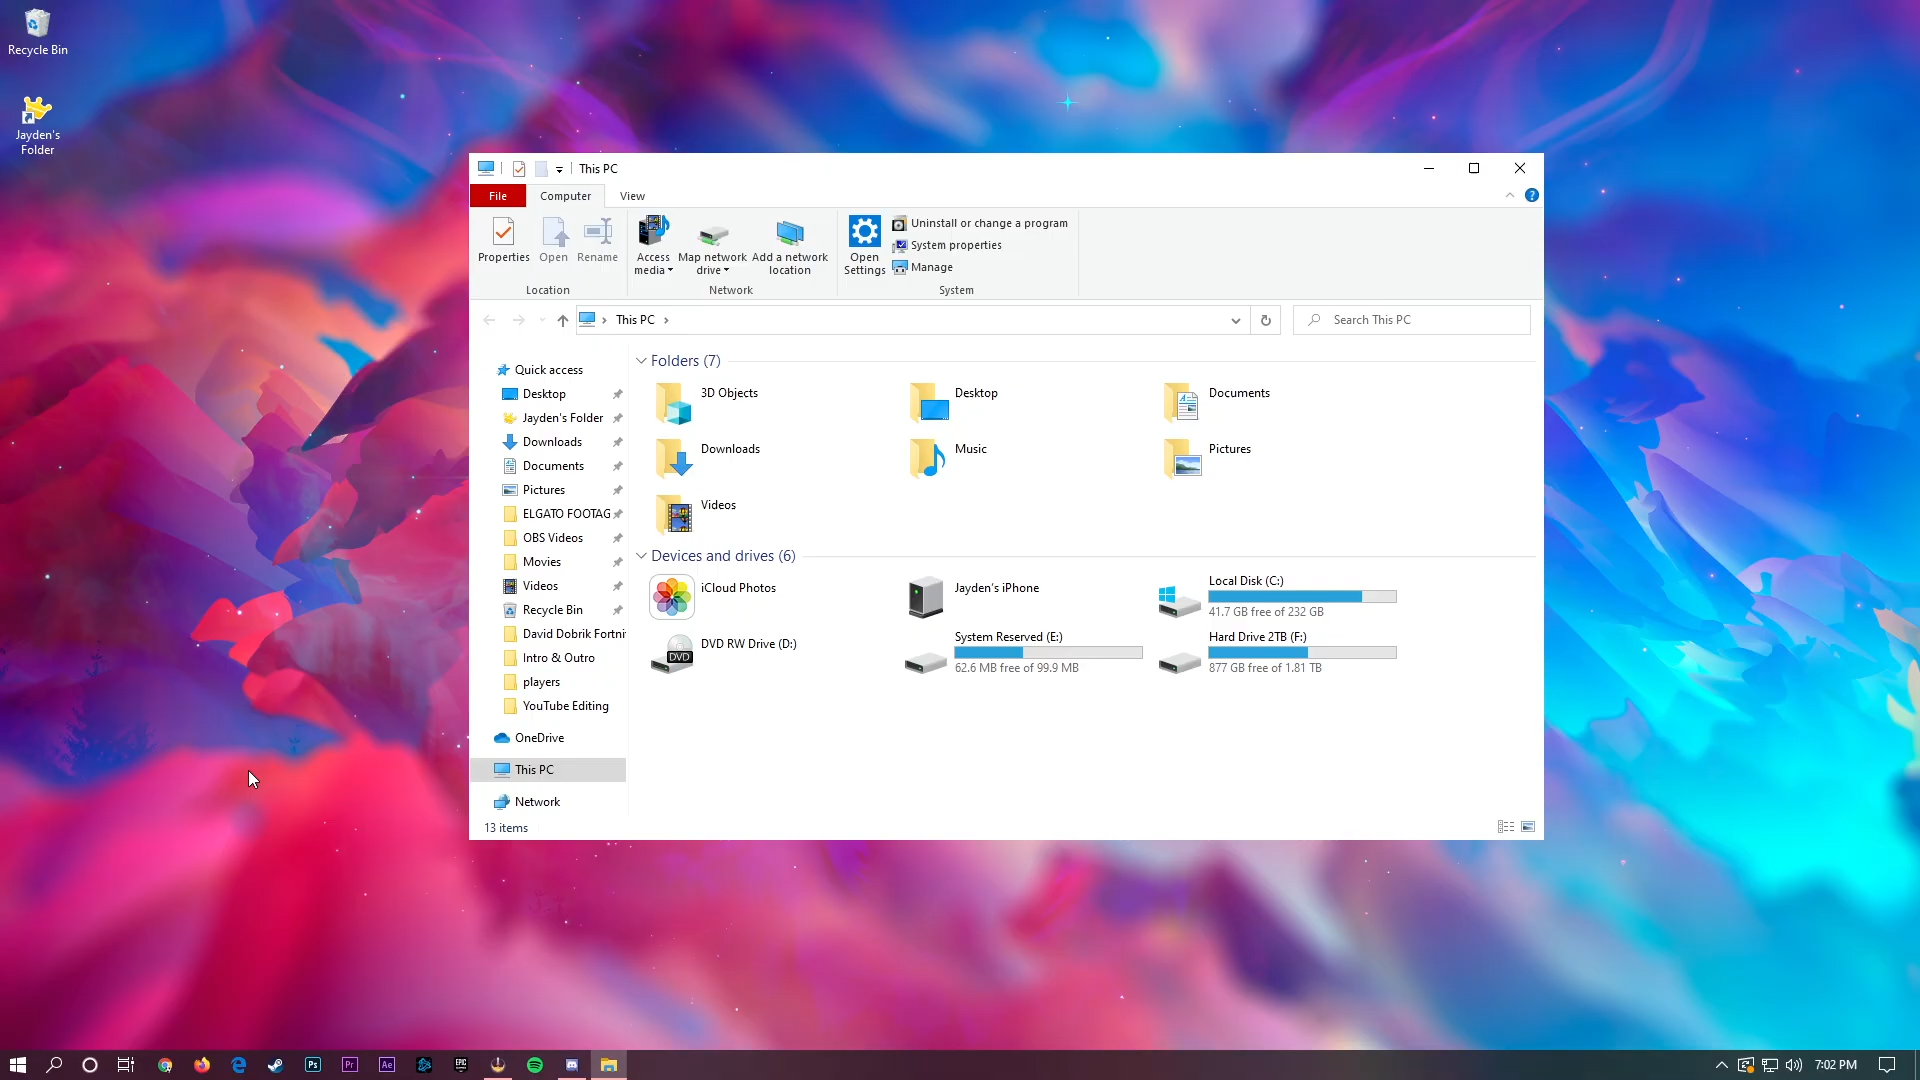 Recycle Bin
Jayden's
Folder
This PC
File
Computer
View
Properties
Open
Rename
Access
media
Map network
drive
Add a network
location
Open
Settings
Uninstall or change a program
System properties
Manage
Location
Network
System
This PC
Search This PC
Quick access
Desktop
Jayden's Folder
Downloads
Documents
Pictures
ELGATO FOOTAG
OBS Videos
Movies
Videos
Recycle Bin
David Dobrik Fortni
Intro & Outro
players
YouTube Editing
OneDrive
This PC
Network
Folders (7)
3D Objects
Desktop
Documents
Downloads
Music
Pictures
Videos
Devices and drives (6)
iCloud Photos
Jayden's iPhone
Local Disk (C:)
41.7 GB free of 232 GB
DVD
DVD RW Drive (D:)
System Reserved (E:)
62.6 MB free of 99.9 MB
Hard Drive 2TB (F:)
877 GB free of 1.81 TB
13 items
Ps
Pr
Ae
EPIC
7:02 PM